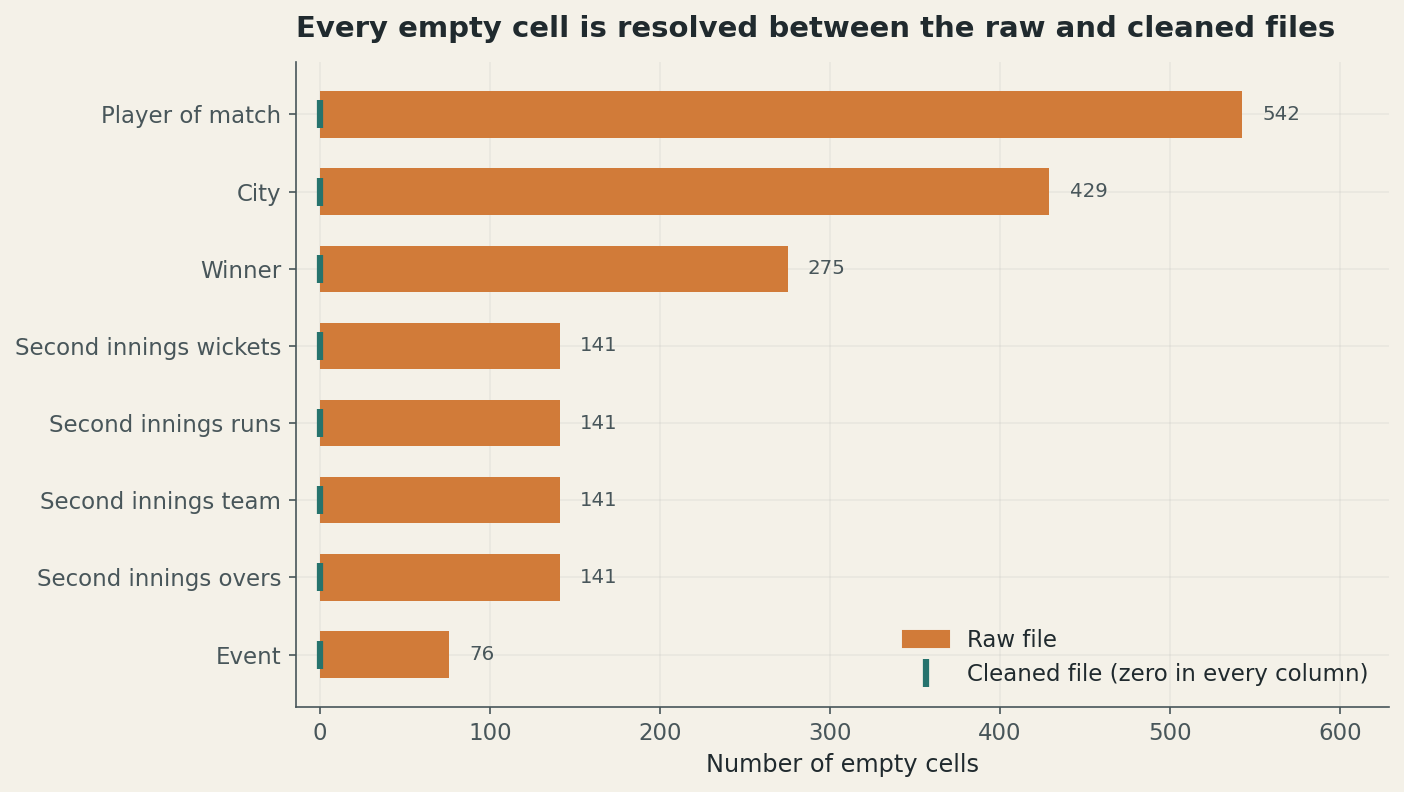 Every empty cell is resolved between the raw and cleaned files
Player of match
542
City
429
Winner
275
Second innings wickets
141
Second innings runs
141
Second innings team
141
Second innings overs
141
Event
76
Raw file
Cleaned file (zero in every column)
0 100 200 300 400 500 600
Number of empty cells